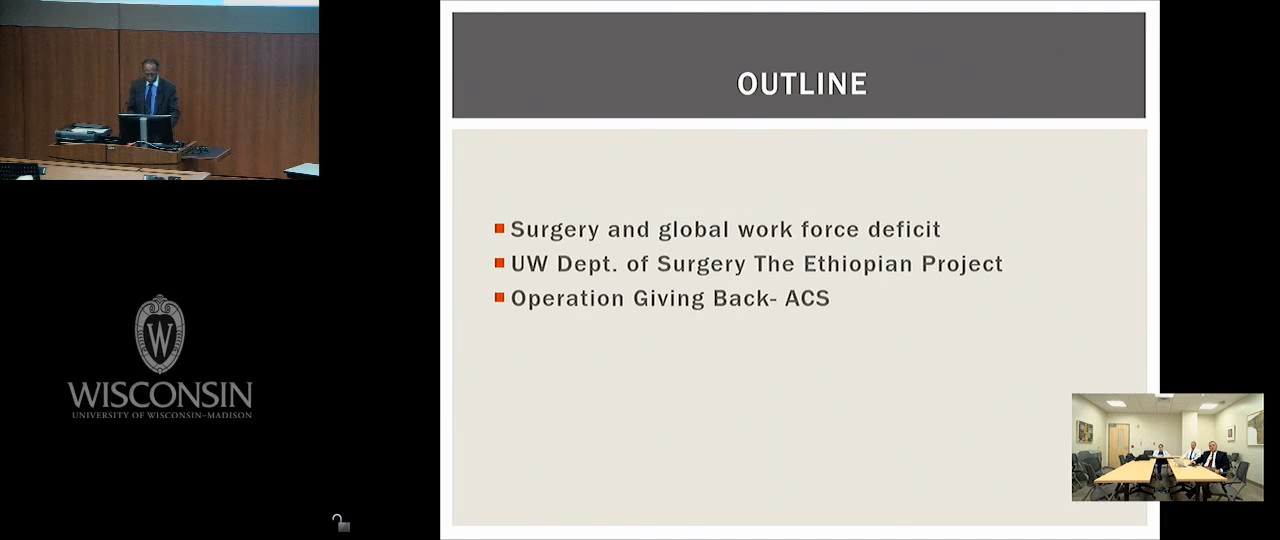 OUTLINE
Surgery and global work force deficit
UW Dept. of Surgery The Ethiopian Project
Operation Giving Back- ACS
W
WISCONSIN
UNIVERSITY OF WISCONSIN–MADISON